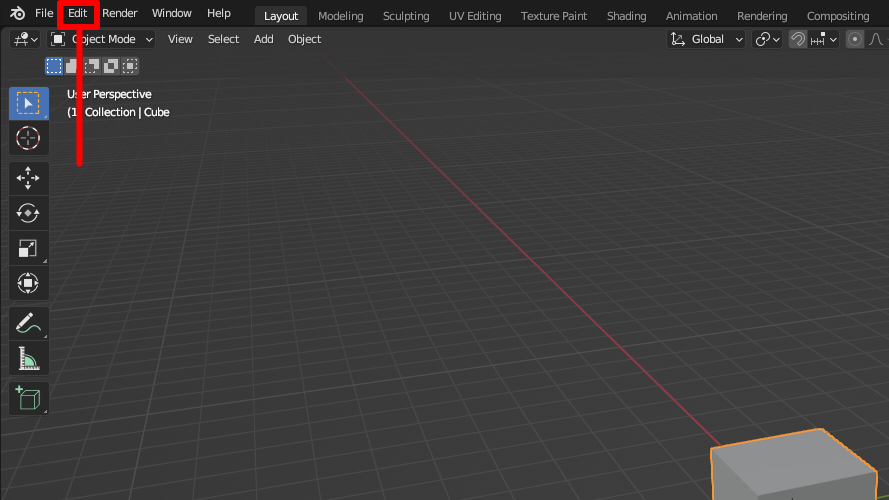 File Edit Render Window Help Layout Modeling Sculpting UV Editing Texture Paint Shading Animation Rendering Compositing
Object Mode View Select Add Object Global
User Perspective
(1) Collection | Cube